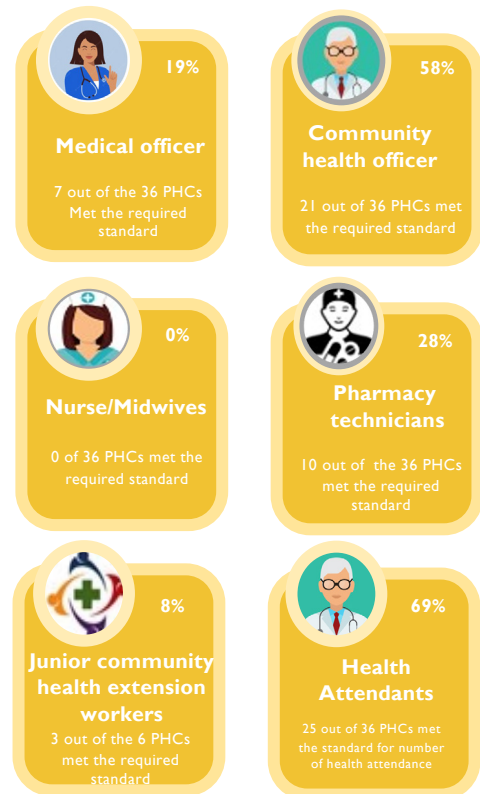 19%
Medical officer
7 out of the 36 PHCs
Met the required
standard
58%
Community
health officer
21 out of 36 PHCs met
the required standard
0%
Nurse/Midwives
0 of 36 PHCs met the
required standard
28%
Pharmacy
technicians
10 out of  the 36 PHCs
met the required
standard
8%
Junior community
health extension
workers
3 out of the 6 PHCs
met the required
standard
69%
Health
Attendants
25 out of 36 PHCs met
the standard for number
of health attendance